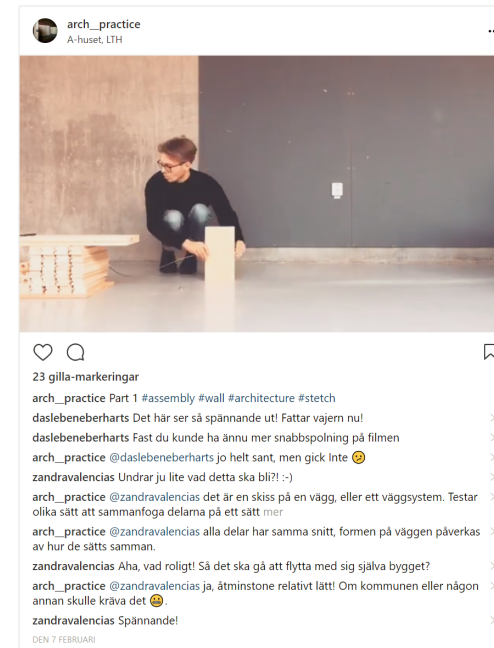 arch__practice
A-huset, LTH
23 gilla-markeringar
arch__practice Part 1 #assembly #wall #architecture #stetch
daslebeneberharts Det här ser så spännande ut! Fattar vajern nu!
daslebeneberharts Fast du kunde ha ännu mer snabbspolning på filmen
arch__practice @daslebeneberharts jo helt sant, men gick Inte 😕
zandravalencias Undrar ju lite vad detta ska bli?! :-)
arch__practice @zandravalencias det är en skiss på en vägg, eller ett väggsystem. Testar
olika sätt att sammanfoga delarna på ett sätt mer
arch__practice @zandravalencias alla delar har samma snitt, formen på väggen påverkas
av hur de sätts samman.
zandravalencias Aha, vad roligt! Så det ska gå att flytta med sig själva bygget?
arch__practice @zandravalencias ja, åtminstone relativt lätt! Om kommunen eller någon
annan skulle kräva det 😬.
zandravalencias Spännande!
DEN 7 FEBRUARI